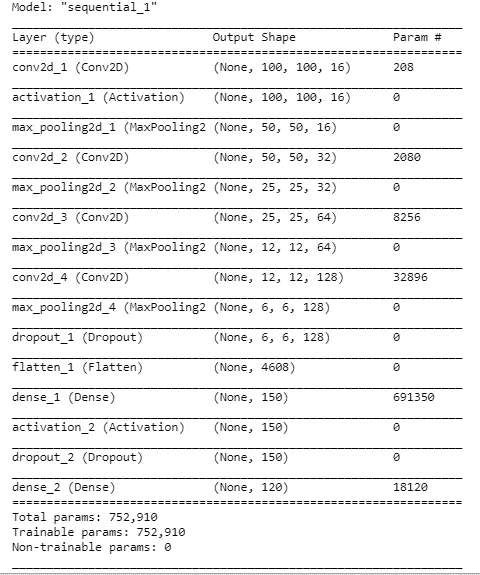 Model: "sequential_1"
Layer (type) Output Shape Param #
conv2d_1 (Conv2D) (None, 100, 100, 16) 208
activation_1 (Activation) (None, 100, 100, 16) 0
max_pooling2d_1 (MaxPooling2 (None, 50, 50, 16) 0
conv2d_2 (Conv2D) (None, 50, 50, 32) 2080
max_pooling2d_2 (MaxPooling2 (None, 25, 25, 32) 0
conv2d_3 (Conv2D) (None, 25, 25, 64) 8256
max_pooling2d_3 (MaxPooling2 (None, 12, 12, 64) 0
conv2d_4 (Conv2D) (None, 12, 12, 128) 32896
max_pooling2d_4 (MaxPooling2 (None, 6, 6, 128) 0
dropout_1 (Dropout) (None, 6, 6, 128) 0
flatten_1 (Flatten) (None, 4608) 0
dense_1 (Dense) (None, 150) 691350
activation_2 (Activation) (None, 150) 0
dropout_2 (Dropout) (None, 150) 0
dense_2 (Dense) (None, 120) 18120
Total params: 752,910
Trainable params: 752,910
Non-trainable params: 0